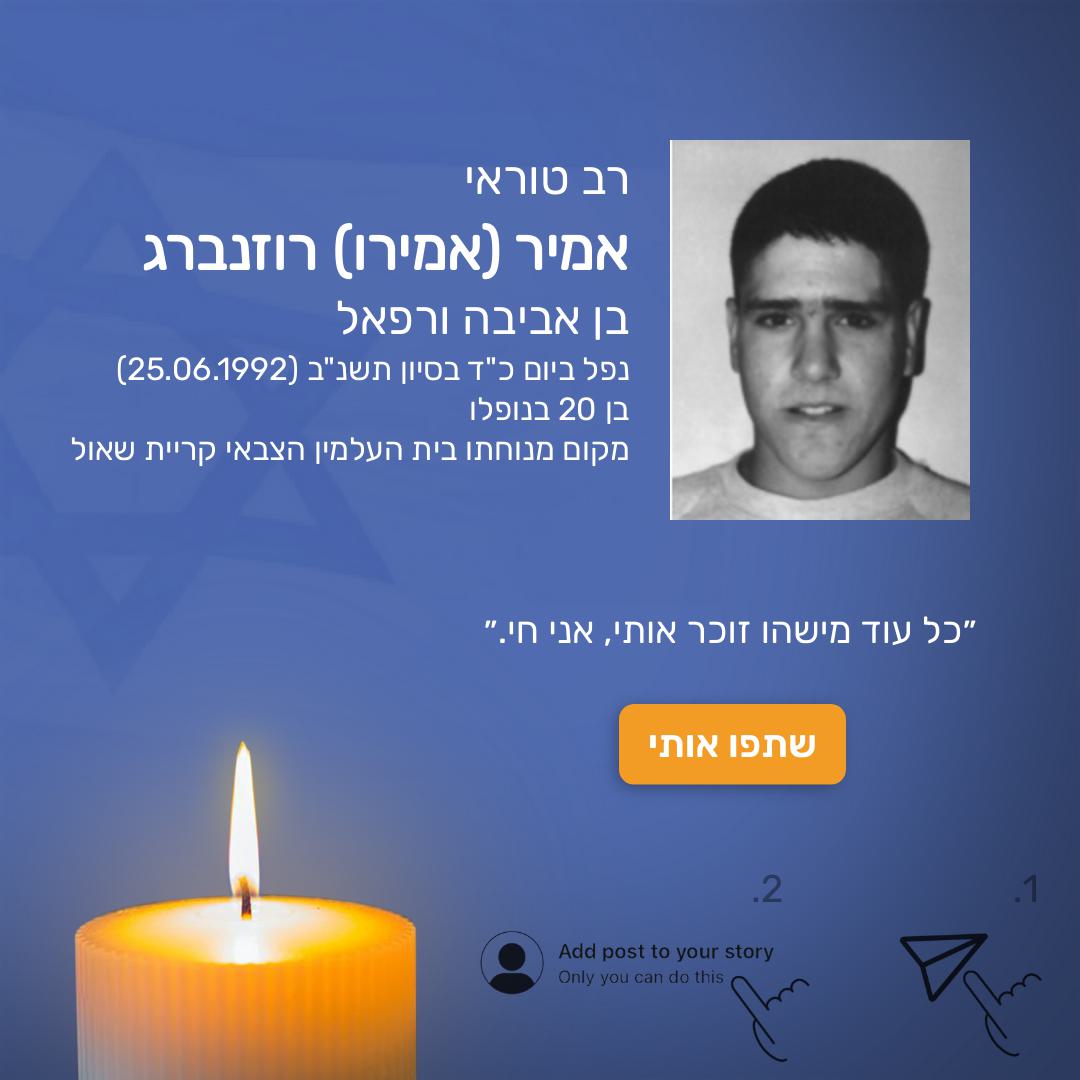 רב טוראי
אמיר (אמירו) רוזנברג
בן אביבה ורפאל
נפל ביום כ"ד בסיון תשנ"ב (25.06.1992)
בן 20 בנופלו
מקום מנוחתו בית העלמין הצבאי קריית שאול
״כל עוד מישהו זוכר אותי, אני חי.״
שתפו אותי
.1
.2
Add post to your story
Only you can do this